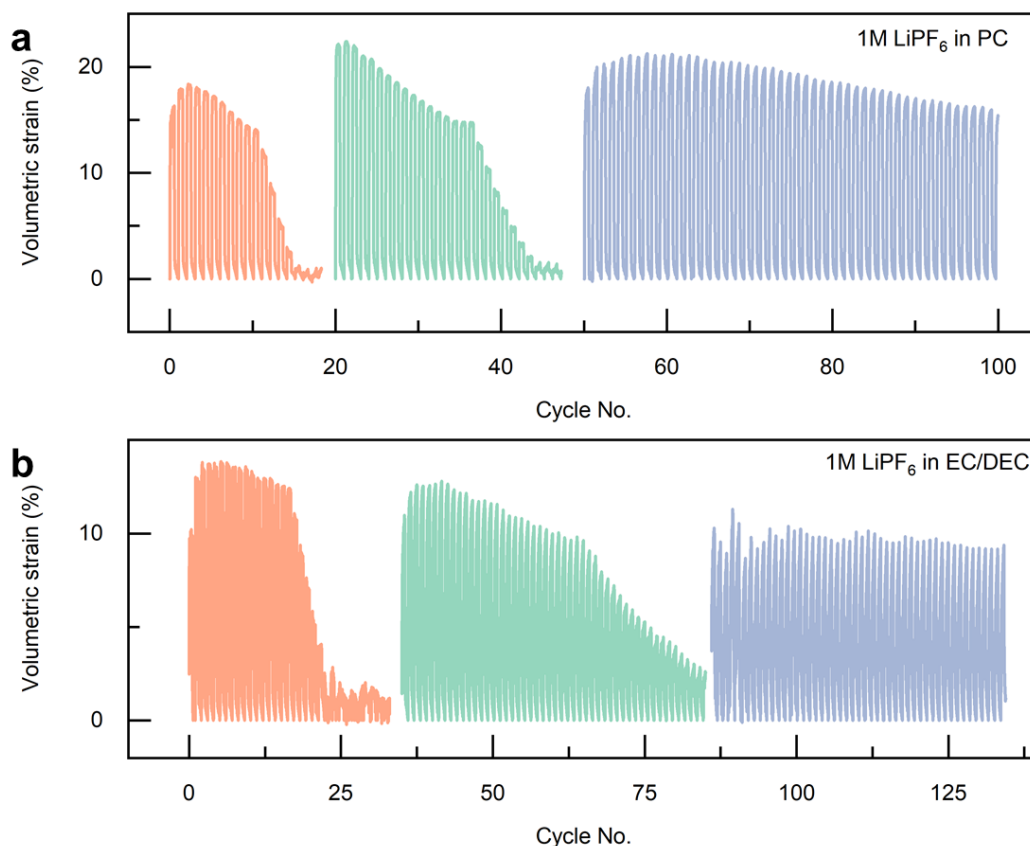 a
1M LiPF₆ in PC
Volumetric strain (%)
20
10
0
0 20 40 60 80 100
Cycle No.
b
1M LiPF₆ in EC/DEC
Volumetric strain (%)
10
0
0 25 50 75 100 125
Cycle No.